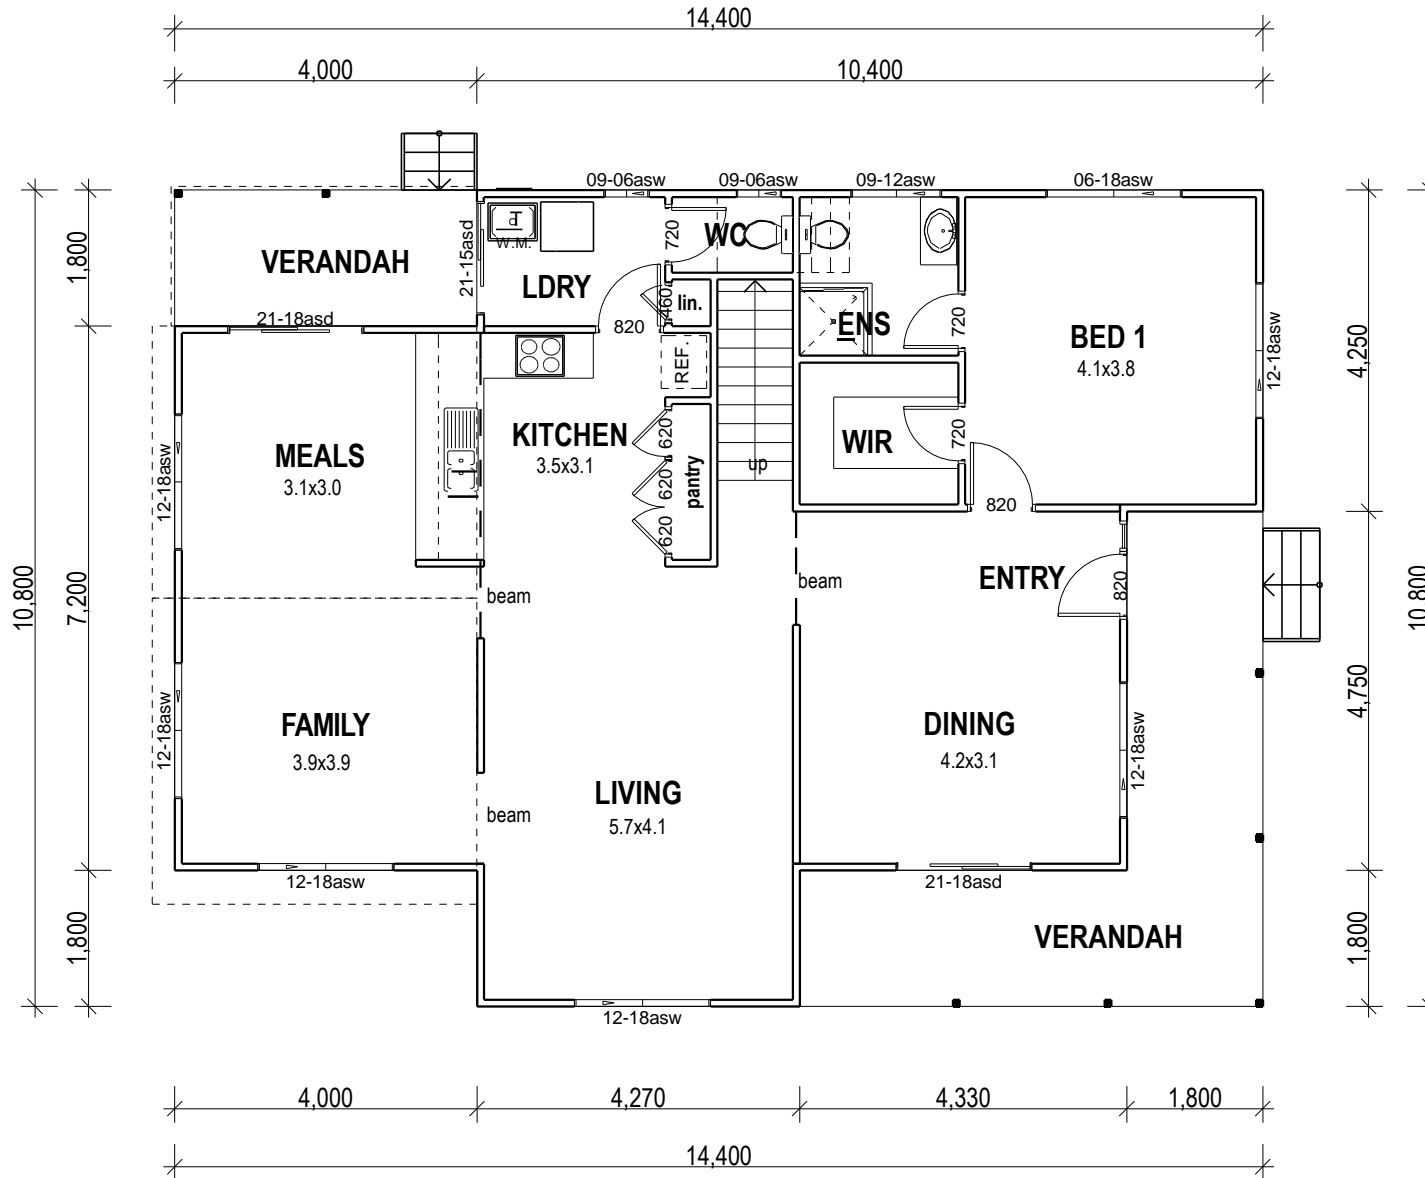 14,400
4,000
10,400
09-06asw
09-06asw
09-12asw
06-18asw
1,800
VERANDAH
21-15asd
W.M.
LDRY
720
WC
460
lin.
ENS
720
BED 1
4.1x3.8
12-18asw
4,250
21-18asd
820
REF.
MEALS
3.1x3.0
KITCHEN
3.5x3.1
620
620
620
pantry
up
WIR
720
820
12-18asw
10,800
7,200
beam
beam
ENTRY
820
10,800
FAMILY
3.9x3.9
12-18asw
LIVING
5.7x4.1
beam
DINING
4.2x3.1
12-18asw
4,750
12-18asw
21-18asd
VERANDAH
1,800
1,800
12-18asw
4,000
4,270
4,330
1,800
14,400